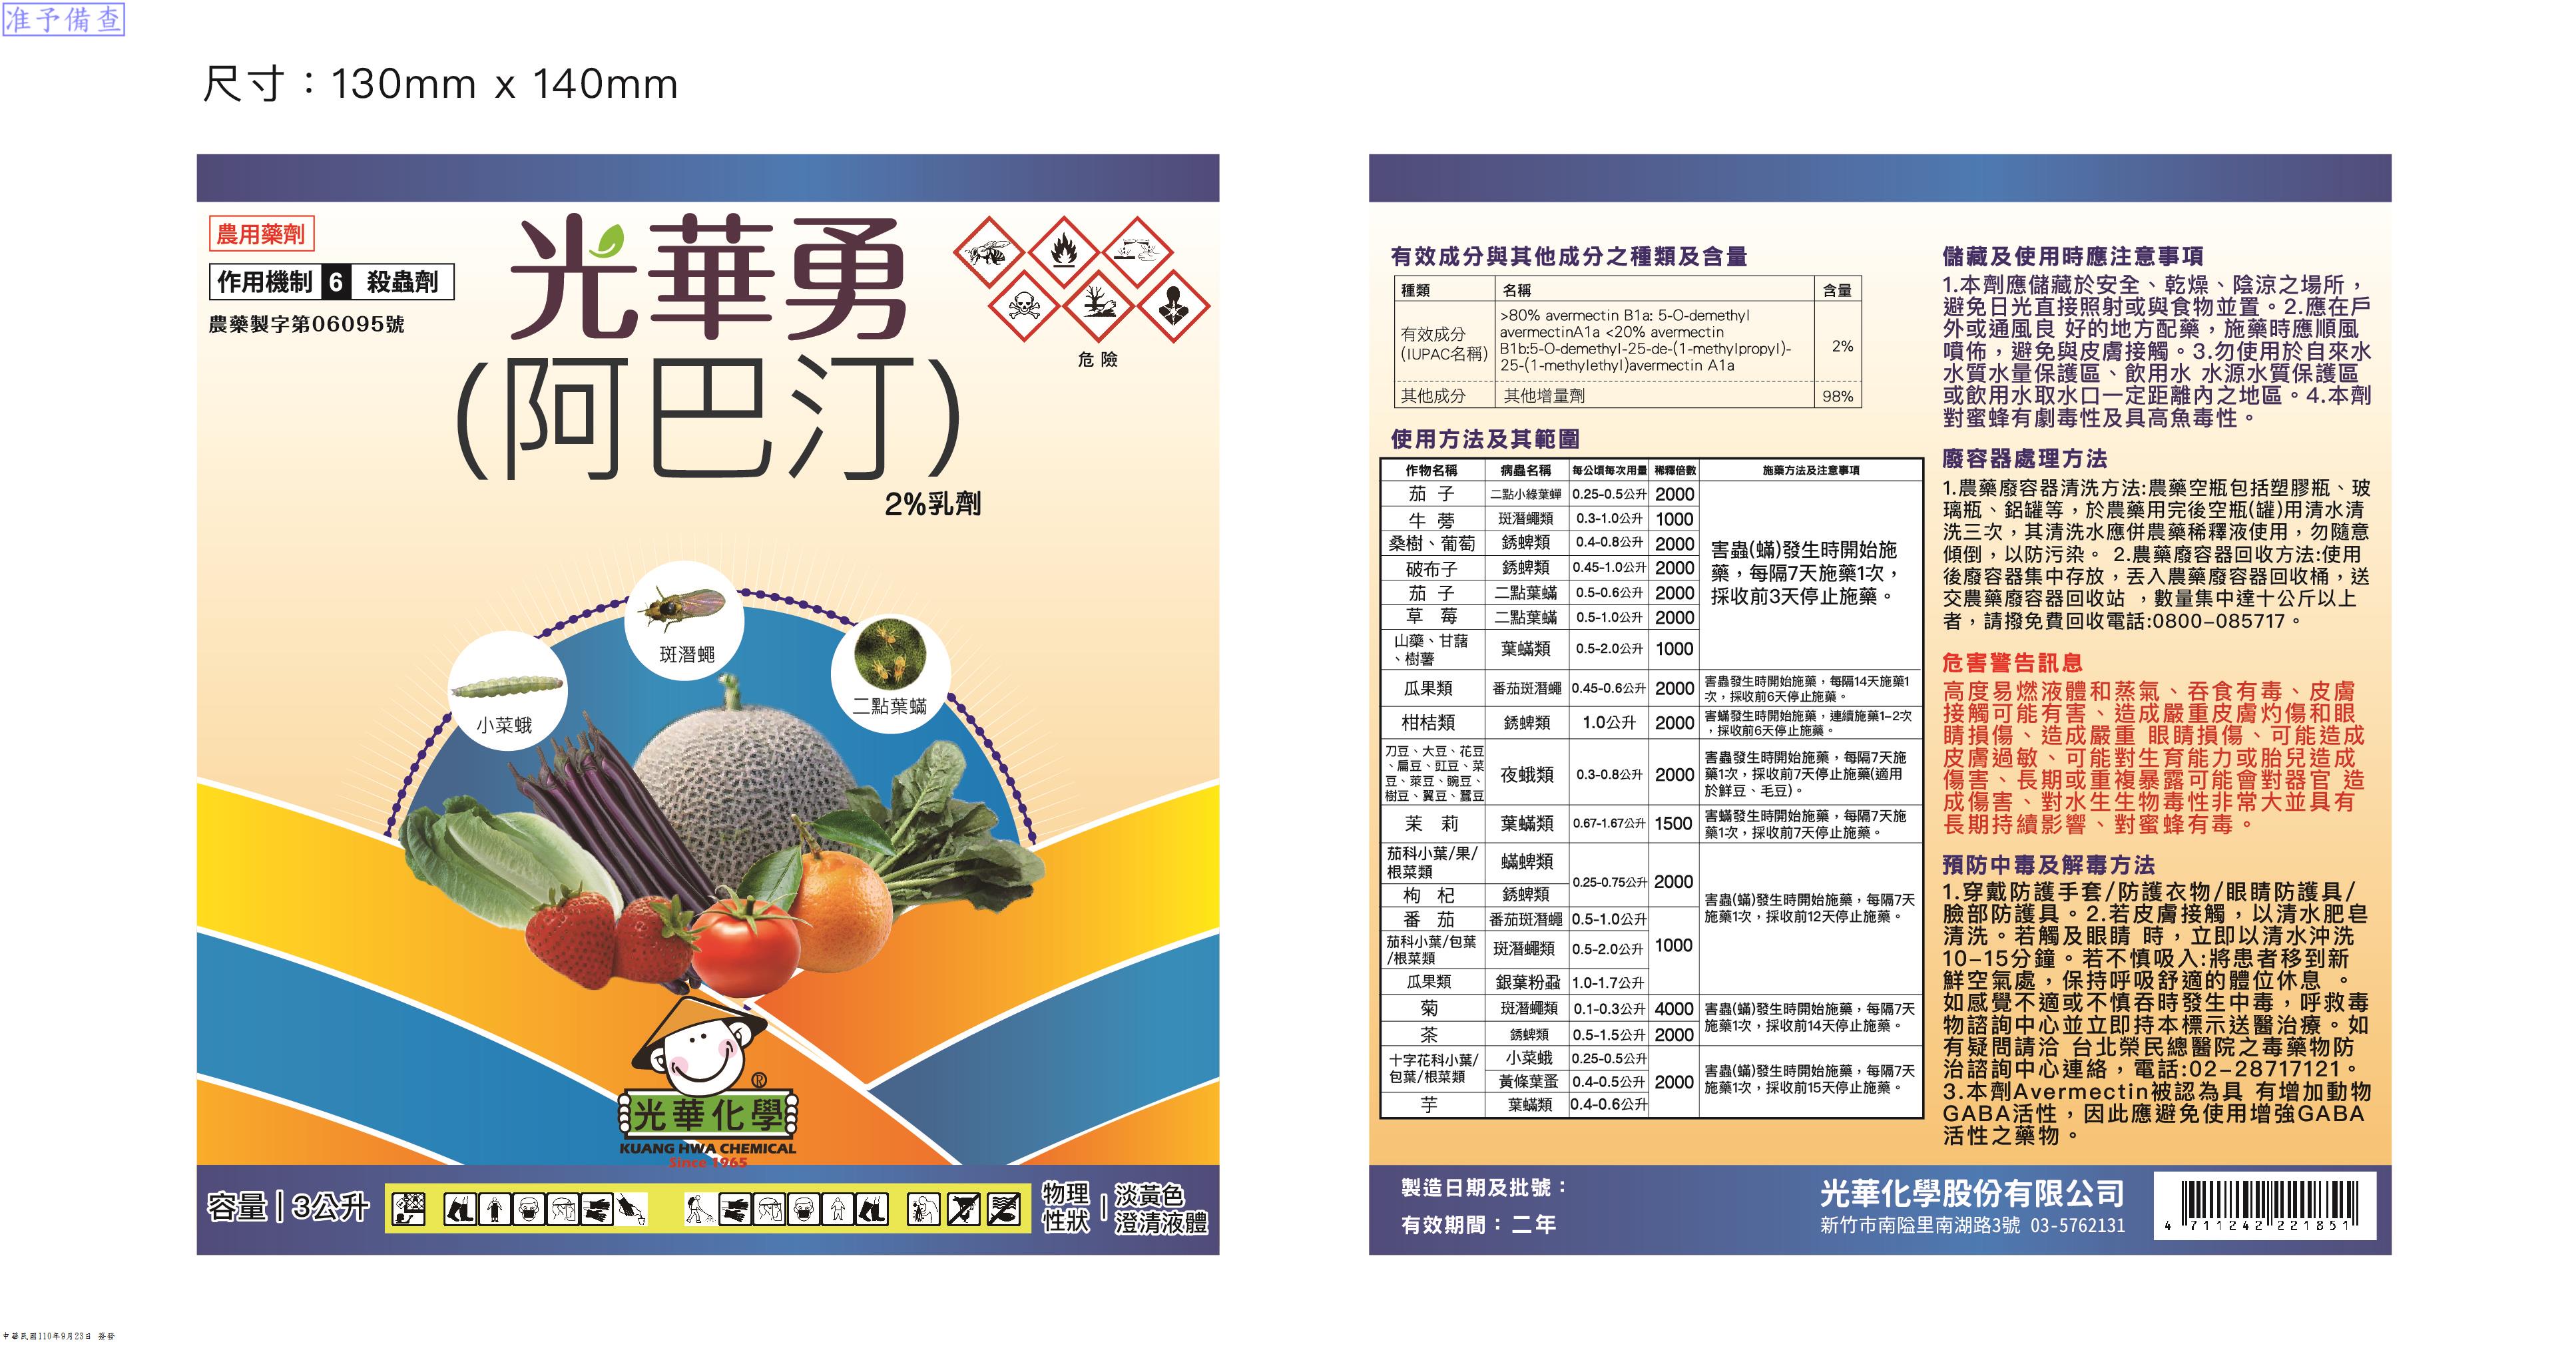 准予備查
尺寸：130mm x 140mm
農用藥劑
作用機制 6 殺蟲劑
農藥製字第06095號
光華勇
(阿巴汀)
2%乳劑
危險
斑潛蠅
小菜蛾
二點葉蟎
®
光華化學
KUANG HWA CHEMICAL
Since 1965
容量 | 3公升
物理性狀 | 淡黃色澄清液體
有效成分與其他成分之種類及含量
種類 名稱 含量
有效成分(IUPAC名稱)
>80% avermectin B1a: 5-O-demethyl
avermectinA1a <20% avermectin
B1b:5-O-demethyl-25-de-(1-methylpropyl)-
25-(1-methylethyl)avermectin A1a
2%
其他成分 其他增量劑 98%
使用方法及其範圍
作物名稱 病蟲名稱 每公頃每次用量 稀釋倍數 施藥方法及注意事項
茄子 二點小綠葉蟬 0.25-0.5公升 2000
牛蒡 斑潛蠅類 0.3-1.0公升 1000
桑樹、葡萄 銹蜱類 0.4-0.8公升 2000
破布子 銹蜱類 0.45-1.0公升 2000
茄子 二點葉蟎 0.5-0.6公升 2000
草莓 二點葉蟎 0.5-1.0公升 2000
山藥、甘藷
、樹薯
葉蟎類 0.5-2.0公升 1000
害蟲(蟎)發生時開始施
藥，每隔7天施藥1次，
採收前3天停止施藥。
瓜果類 番茄斑潛蠅 0.45-0.6公升 2000
害蟲發生時開始施藥，每隔14天施藥1
次，採收前6天停止施藥。
柑桔類 銹蜱類 1.0公升 2000
害蟎發生時開始施藥，連續施藥1-2次
，採收前6天停止施藥。
刀豆、大豆、花豆
、扁豆、豇豆、菜
豆、萊豆、豌豆、
樹豆、翼豆、蠶豆
夜蛾類 0.3-0.8公升 2000
害蟲發生時開始施藥，每隔7天施
藥1次，採收前7天停止施藥(適用
於鮮豆、毛豆)。
茉莉 葉蟎類 0.67-1.67公升 1500
害蟎發生時開始施藥，每隔7天施
藥1次，採收前7天停止施藥。
茄科小葉/果/
根菜類
蟎蜱類
0.25-0.75公升 2000
枸杞 銹蜱類
番茄 番茄斑潛蠅 0.5-1.0公升
茄科小葉/包葉
/根菜類
斑潛蠅類 0.5-2.0公升
1000
瓜果類 銀葉粉蝨 1.0-1.7公升
害蟲(蟎)發生時開始施藥，每隔7天
施藥1次，採收前12天停止施藥。
菊 斑潛蠅類 0.1-0.3公升 4000
茶 銹蜱類 0.5-1.5公升 2000
害蟲(蟎)發生時開始施藥，每隔7天
施藥1次，採收前14天停止施藥。
十字花科小葉/
包葉/根菜類
小菜蛾 0.25-0.5公升
黃條葉蚤 0.4-0.5公升 2000
芋 葉蟎類 0.4-0.6公升
害蟲(蟎)發生時開始施藥，每隔7天
施藥1次，採收前15天停止施藥。
儲藏及使用時應注意事項
1.本劑應儲藏於安全、乾燥、陰涼之場所，
避免日光直接照射或與食物並置。2.應在戶
外或通風良 好的地方配藥，施藥時應順風
噴佈，避免與皮膚接觸。3.勿使用於自來水
水質水量保護區、飲用水 水源水質保護區
或飲用水取水口一定距離內之地區。4.本劑
對蜜蜂有劇毒性及具高魚毒性。
廢容器處理方法
1.農藥廢容器清洗方法:農藥空瓶包括塑膠瓶、玻
璃瓶、鋁罐等，於農藥用完後空瓶(罐)用清水清
洗三次，其清洗水應併農藥稀釋液使用，勿隨意
傾倒，以防污染。 2.農藥廢容器回收方法:使用
後廢容器集中存放，丟入農藥廢容器回收桶，送
交農藥廢容器回收站 ，數量集中達十公斤以上
者，請撥免費回收電話:0800-085717。
危害警告訊息
高度易燃液體和蒸氣、吞食有毒、皮膚
接觸可能有害、造成嚴重皮膚灼傷和眼
睛損傷、造成嚴重 眼睛損傷、可能造成
皮膚過敏、可能對生育能力或胎兒造成
傷害、長期或重複暴露可能會對器官 造
成傷害、對水生生物毒性非常大並具有
長期持續影響、對蜜蜂有毒。
預防中毒及解毒方法
1.穿戴防護手套/防護衣物/眼睛防護具/
臉部防護具。2.若皮膚接觸，以清水肥皂
清洗。若觸及眼睛 時，立即以清水沖洗
10-15分鐘。若不慎吸入:將患者移到新
鮮空氣處，保持呼吸舒適的體位休息 。
如感覺不適或不慎吞時發生中毒，呼救毒
物諮詢中心並立即持本標示送醫治療。如
有疑問請洽 台北榮民總醫院之毒藥物防
治諮詢中心連絡，電話:02-28717121。
3.本劑Avermectin被認為具 有增加動物
GABA活性，因此應避免使用增強GABA
活性之藥物。
製造日期及批號：
有效期間：二年
光華化學股份有限公司
新竹市南隘里南湖路3號 03-5762131
4 711242 221851
中華民國110年9月23日 簽發